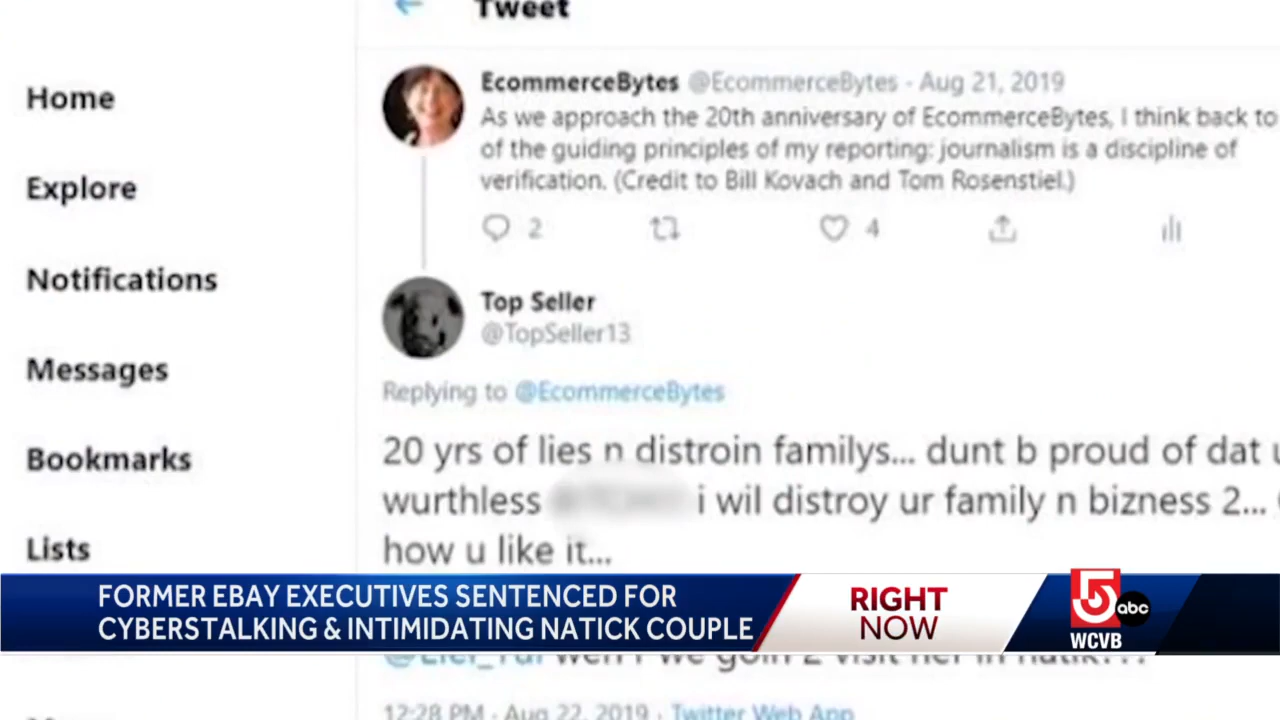 Tweet
Home
Explore
Notifications
Messages
Bookmarks
Lists
EcommerceBytes @EcommerceBytes · Aug 21, 2019
As we approach the 20th anniversary of EcommerceBytes, I think back to
of the guiding principles of my reporting: journalism is a discipline of
verification. (Credit to Bill Kovach and Tom Rosenstiel.)
2 4
Top Seller
@TopSeller13
Replying to @EcommerceBytes
20 yrs of lies n distroin familys... dunt b proud of dat u
wurthless i wil distroy ur family n bizness 2...
how u like it...
FORMER EBAY EXECUTIVES SENTENCED FOR
CYBERSTALKING & INTIMIDATING NATICK COUPLE
RIGHT
NOW
5 abc
WCVB
12:28 PM · Aug 22, 2019 · Twitter Web App